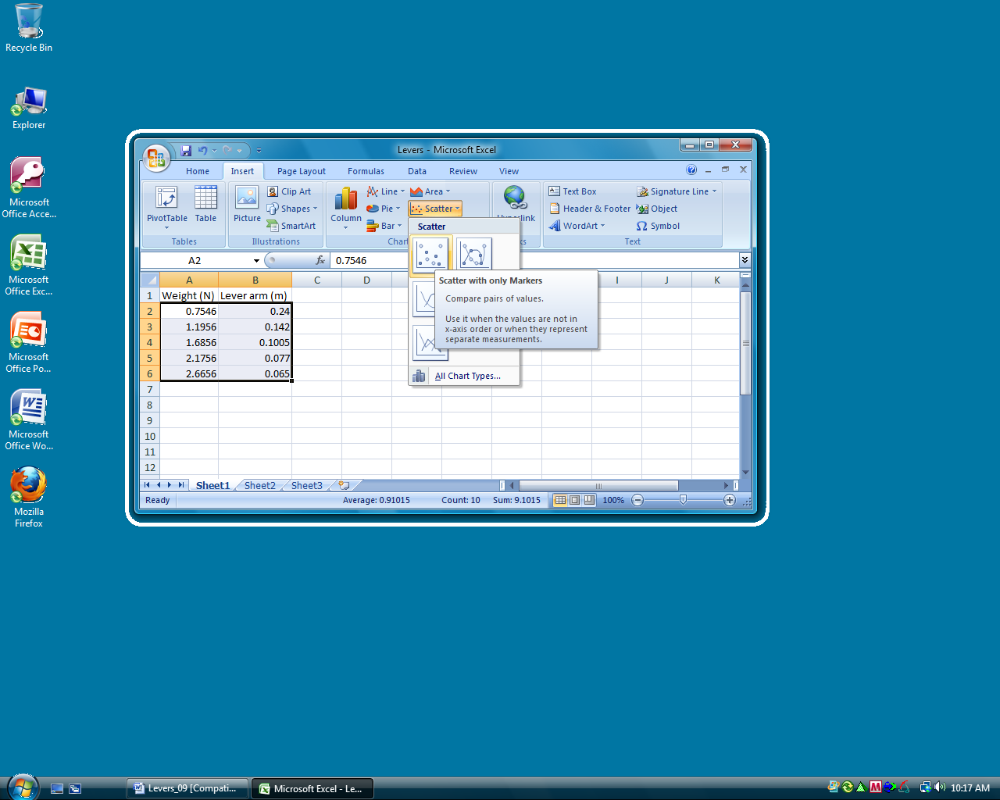 Recycle Bin
Explorer
Microsoft
Office Acce...
Microsoft
Office Exc...
Microsoft
Office Po...
Microsoft
Office Wo...
Mozilla
Firefox
Levers - Microsoft Excel
Home Insert Page Layout Formulas Data Review View
PivotTable Table Picture Clip Art Shapes SmartArt
Tables Illustrations
Column Line Pie Bar Area Scatter
Text Box Header & Footer WordArt Signature Line Object Symbol
Text
Scatter
A2 fx 0.7546
Scatter with only Markers
Compare pairs of values.
Use it when the values are not in
x-axis order or when they represent
separate measurements.
All Chart Types...
A B C D I J K
1 Weight (N) Lever arm (m)
2 0.7546 0.24
3 1.1956 0.142
4 1.6856 0.1005
5 2.1756 0.077
6 2.6656 0.065
7
8
9
10
11
12
Sheet1 Sheet2 Sheet3
Ready Average: 0.91015 Count: 10 Sum: 9.1015 100%
Levers_09 [Compati... Microsoft Excel - Le... 10:17 AM